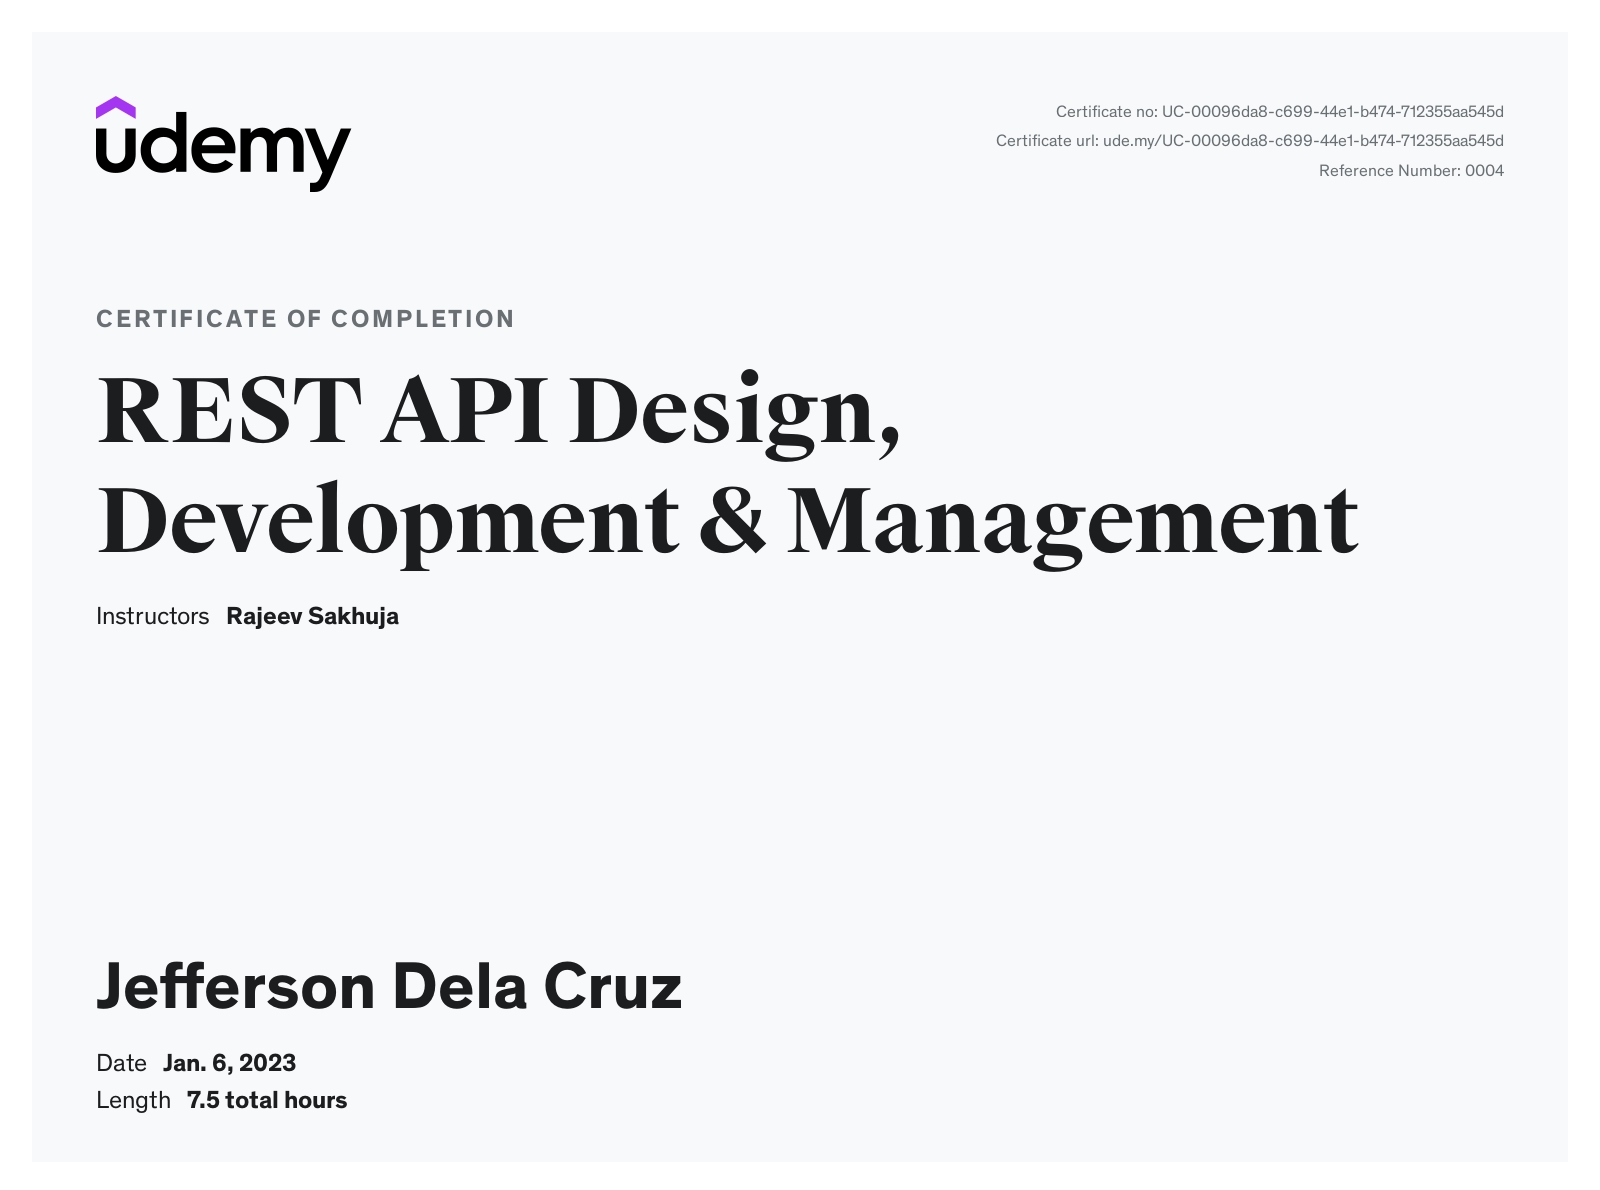 udemy
Certificate no: UC-00096da8-c699-44e1-b474-712355aa545d
Certificate url: ude.my/UC-00096da8-c699-44e1-b474-712355aa545d
Reference Number: 0004
CERTIFICATE OF COMPLETION
REST API Design,
Development & Management
Instructors Rajeev Sakhuja
Jefferson Dela Cruz
Date Jan. 6, 2023
Length 7.5 total hours